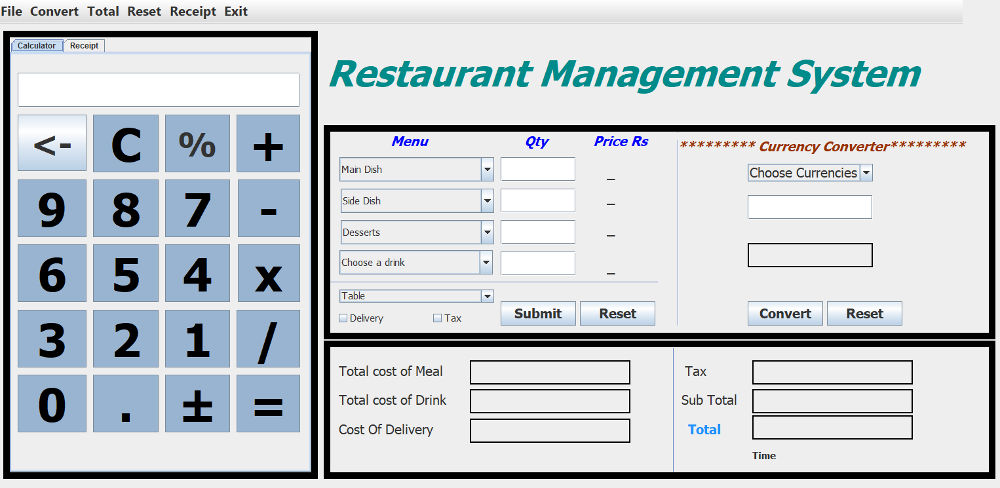 File Convert Total Reset Receipt Exit
Calculator Receipt
<- C % +
9 8 7 -
6 5 4 x
3 2 1 /
0 . ± =
Restaurant Management System
Menu Qty Price Rs
Main Dish _
Side Dish _
Desserts _
Choose a drink _
Table
Delivery Tax
Submit Reset
********* Currency Converter*********
Choose Currencies
Convert Reset
Total cost of Meal
Total cost of Drink
Cost Of Delivery
Tax
Sub Total
Total
Time